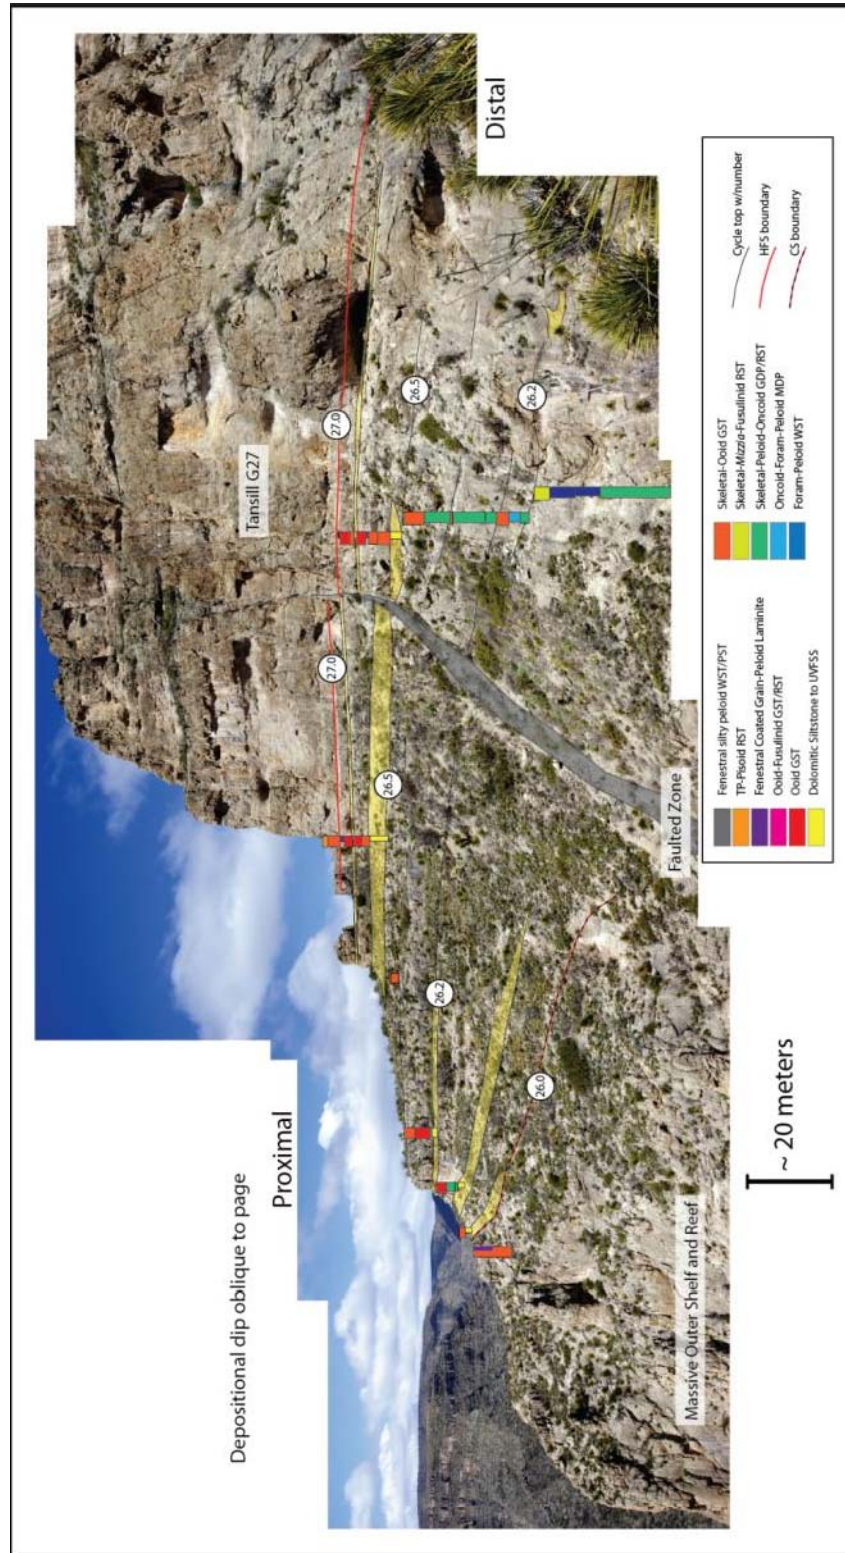 Depositional dip oblique to page
Proximal
Distal
Tansill G27
27.0
27.0
26.5
26.5
26.2
26.2
26.0
Faulted Zone
Massive Outer Shelf and Reef
~ 20 meters
Fenestral silty peloid WST/PST
TP-Pisoid RST
Fenestral Coated Grain-Peloid Laminite
Ooid-Fusulinid GST/RST
Ooid GST
Dolomitic Siltstone to UVFSS
Skeletal-Ooid GST
Skeletal-Mizzia-Fusulinid RST
Skeletal-Peloid-Oncoid GDP/RST
Oncoid-Foram-Peloid MDP
Foram-Peloid WST
Cycle top w/number
HFS boundary
CS boundary